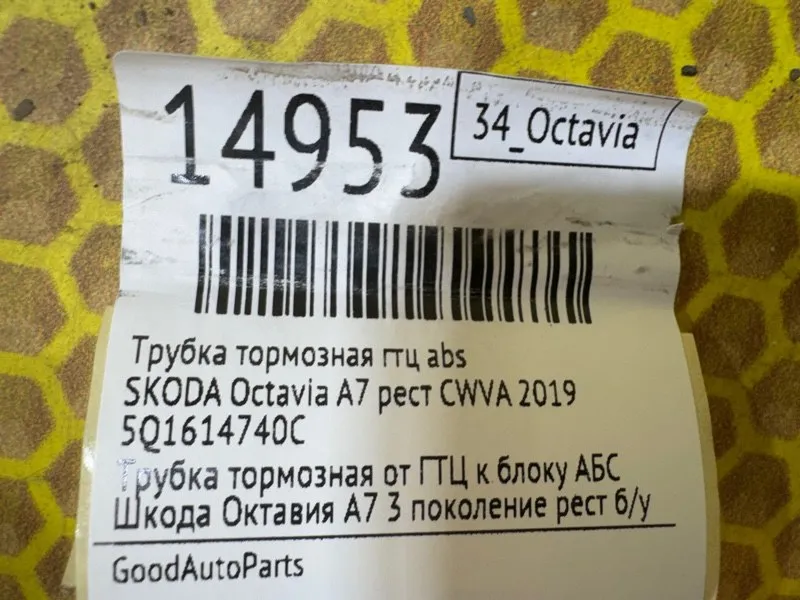 14953
34_Octavia
Трубка тормозная гтц abs
SKODA Octavia A7 рест CWVA 2019
5Q1614740C
Трубка тормозная от ГТЦ к блоку АБС
Шкода Октавия А7 3 поколение рест б/у
GoodAutoParts